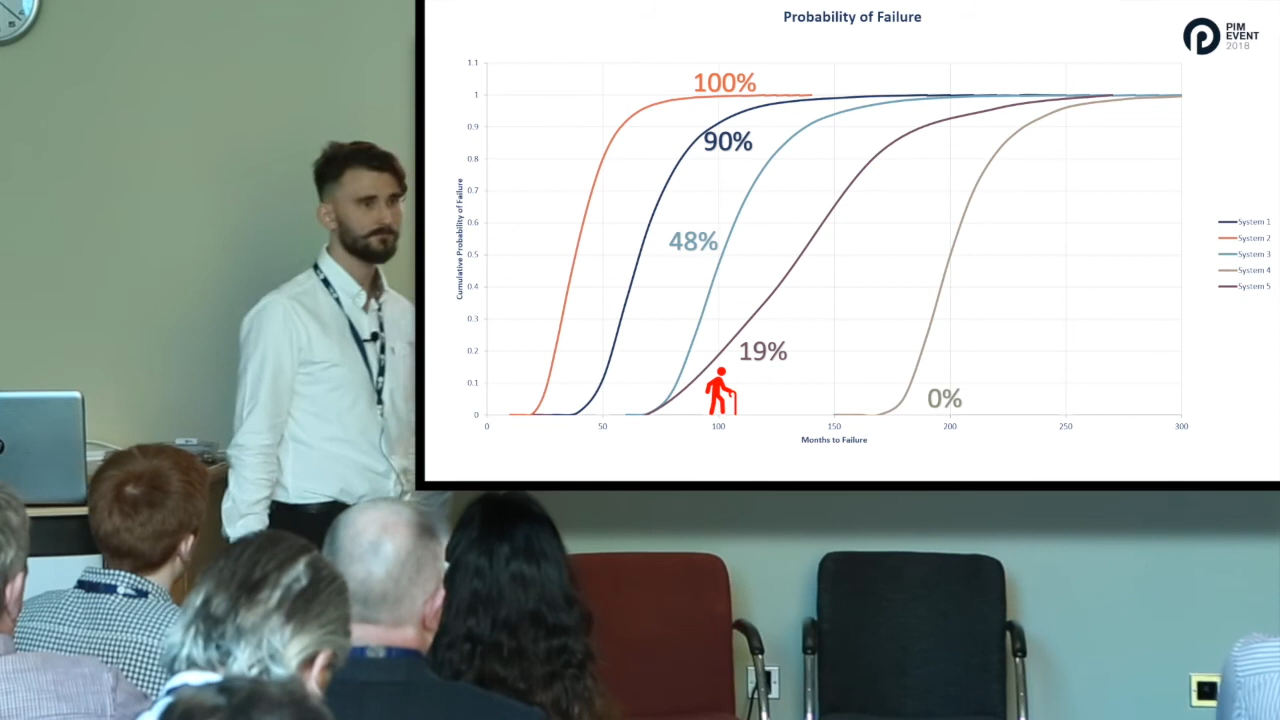 Probability of Failure
PIM
EVENT
2018
1.1
1
0.9
0.8
0.7
0.6
0.5
0.4
0.3
0.2
0.1
0
Cumulative Probability of Failure
100%
90%
48%
19%
0%
0
50
100
150
200
250
300
Months to Failure
System 1
System 2
System 3
System 4
System 5